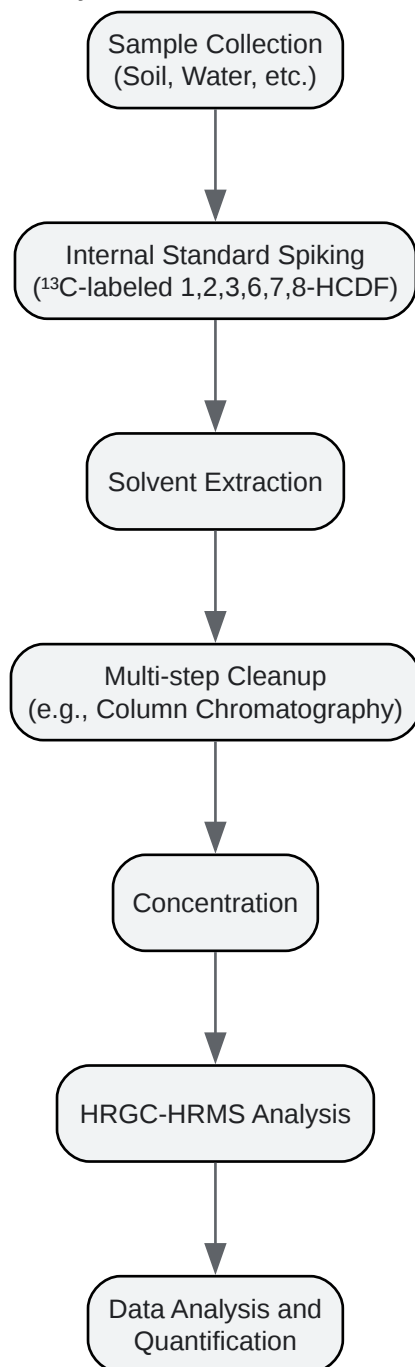 Sample Collection
(Soil, Water, etc.)
Internal Standard Spiking
(¹³C-labeled 1,2,3,6,7,8-HCDF)
Solvent Extraction
Multi-step Cleanup
(e.g., Column Chromatography)
Concentration
HRGC-HRMS Analysis
Data Analysis and
Quantification